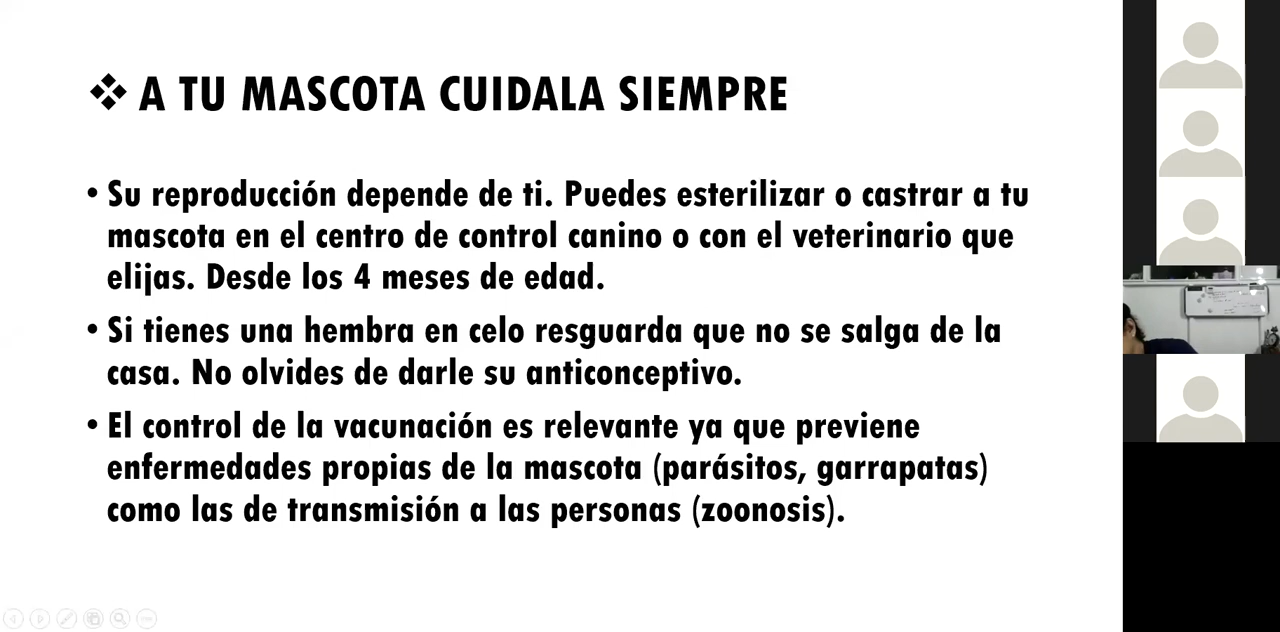 ❖ A TU MASCOTA CUIDALA SIEMPRE
• Su reproducción depende de ti. Puedes esterilizar o castrar a tu
mascota en el centro de control canino o con el veterinario que
elijas. Desde los 4 meses de edad.
• Si tienes una hembra en celo resguarda que no se salga de la
casa. No olvides de darle su anticonceptivo.
• El control de la vacunación es relevante ya que previene
enfermedades propias de la mascota (parásitos, garrapatas)
como las de transmisión a las personas (zoonosis).